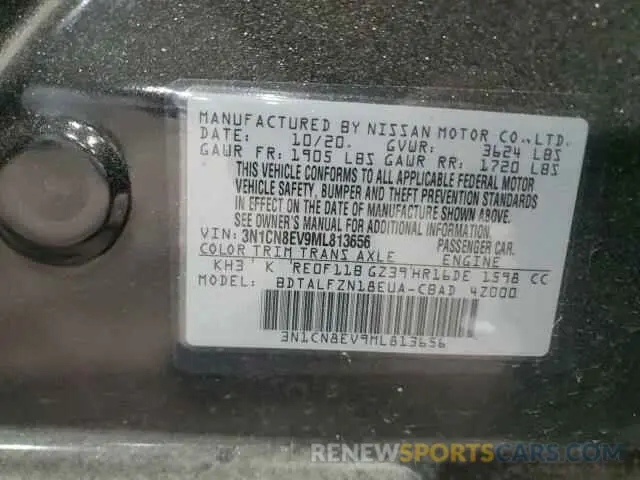 MANUFACTURED BY NISSAN MOTOR CO.,LTD.
DATE: 10/20. GVWR: 3624 LBS
GAWR FR: 1905 LBS GAWR RR: 1720 LBS
THIS VEHICLE CONFORMS TO ALL APPLICABLE FEDERAL MOTOR
VEHICLE SAFETY, BUMPER AND THEFT PREVENTION STANDARDS
IN EFFECT ON THE DATE OF MANUFACTURE SHOWN ABOVE.
SEE OWNER'S MANUAL FOR ADDITIONAL INFORMATION.
VIN: 3N1CN8EV9ML813656 PASSENGER CAR.
COLOR TRIM TRANS AXLE ENGINE
KH3 K RE0F11B GZ39 HR16DE 1598 CC
MODEL: BDTALFZN18EUA-CBAD 4Z000
3N1CN8EV9ML813656
RENEWSPORTSCARS.COM